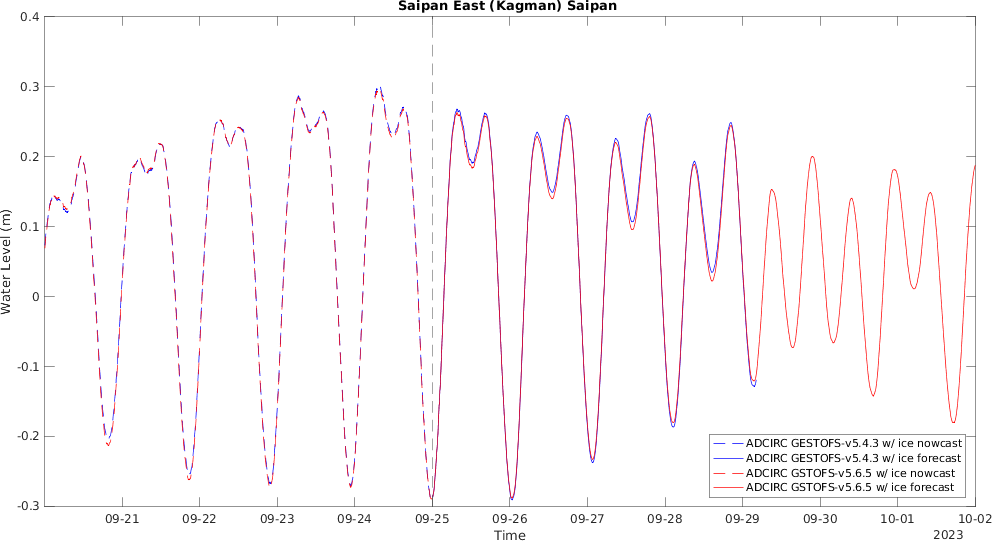 Saipan East (Kagman) Saipan
0.4
0.3
0.2
0.1
0
-0.1
-0.2
-0.3
Water Level (m)
ADCIRC GESTOFS-v5.4.3 w/ ice nowcast
ADCIRC GESTOFS-v5.4.3 w/ ice forecast
ADCIRC GSTOFS-v5.6.5 w/ ice nowcast
ADCIRC GSTOFS-v5.6.5 w/ ice forecast
09-21 09-22 09-23 09-24 09-25 09-26 09-27 09-28 09-29 09-30 10-01 10-02
Time
2023